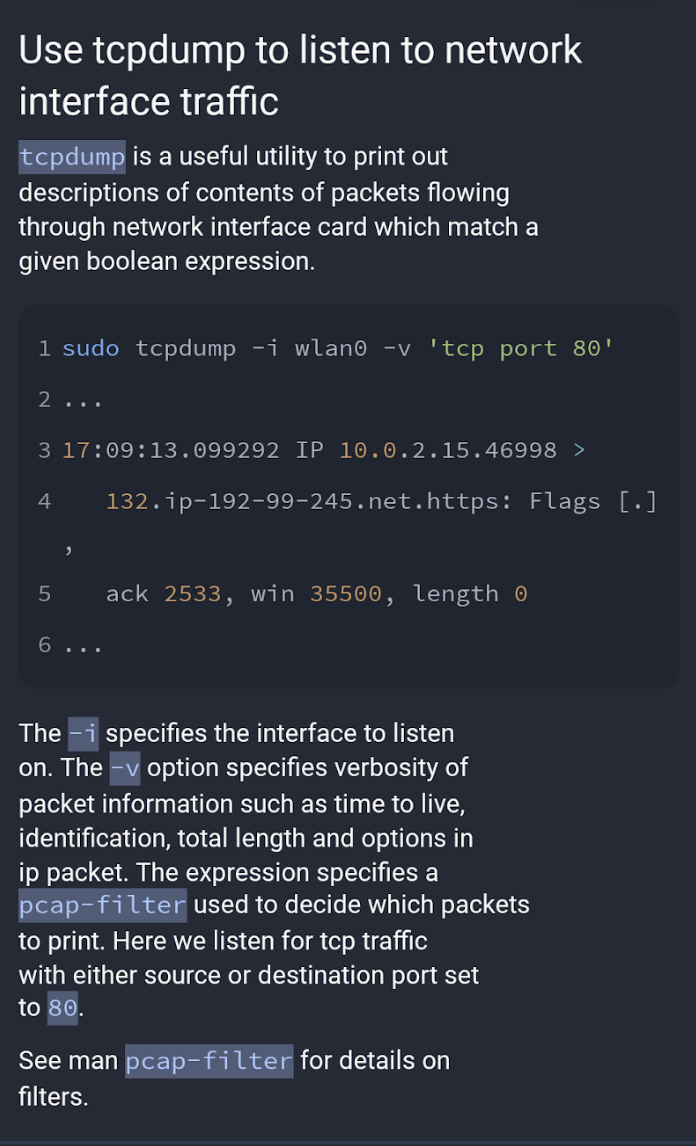 Use tcpdump to listen to network
interface traffic
tcpdump is a useful utility to print out
descriptions of contents of packets flowing
through network interface card which match a
given boolean expression.
1 sudo tcpdump -i wlan0 -v 'tcp port 80'
2 ...
3 17:09:13.099292 IP 10.0.2.15.46998 >
4 132.ip-192-99-245.net.https: Flags [.]
,
5 ack 2533, win 35500, length 0
6 ...
The -i specifies the interface to listen
on. The -v option specifies verbosity of
packet information such as time to live,
identification, total length and options in
ip packet. The expression specifies a
pcap-filter used to decide which packets
to print. Here we listen for tcp traffic
with either source or destination port set
to 80.
See man pcap-filter for details on
filters.